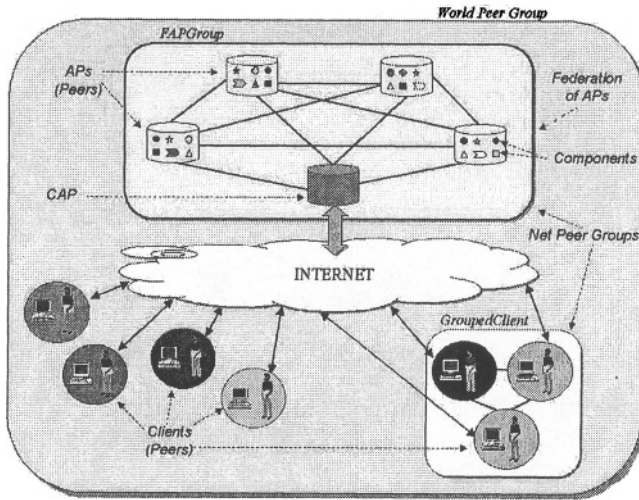 World Peer Group
FAPGroup
APs
(Peers)
Federation
of APs
Components
CAP
Net Peer Groups
INTERNET
GroupedClient
Clients
(Peers)